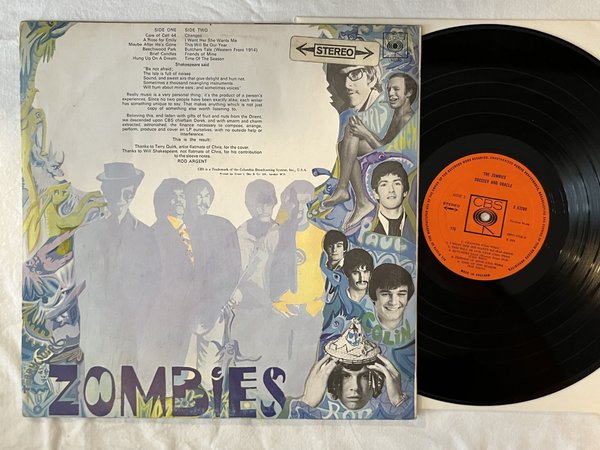 SIDE ONE
Care of Cell 44
A Rose for Emily
Maybe After He's Gone
Beechwood Park
Brief Candles
Hung Up On A Dream
SIDE TWO
Changes
I Want Her She Wants Me
This Will Be Our Year
Butchers Tale (Western Front 1914)
Friends of Mine
Time Of The Season
Shakespeare said
"Be not afraid;
The isle is full of noises
Sound, and sweet airs that give delight and hurt not.
Sometimes a thousand twangling instruments
Will hum about mine ears; and sometimes voices"
Really music is a very personal thing, it's the product of a person's
experiences. Since no two people have been exactly alike, each writer
has something unique to say. That makes anything which is not just
copy of something else worth listening to.
Believing this, and laden with gifts of fruit and nuts from the Orient,
we descended upon CBS chieftain Derek, and with smarm and charm
extracted, astonished, the finance necessary to compose, arrange,
perform, produce and cover an LP ourselves, with no outside help or
interference.
This is the result:
Thanks to Terry Quirk, artist flatmate of Chris, for the cover.
Thanks to Will Shakespeare, not flatmate of Chris, for his contribution
to the sleeve notes.
ROD ARGENT
CBS is a Trademark of the Columbia Broadcasting System, Inc., U.S.A.
STEREO
CBS
PAUL
COLIN
ROD
ZOMBIES
THE ZOMBIES
ODESSEY AND ORACLE
CBS
STEREO